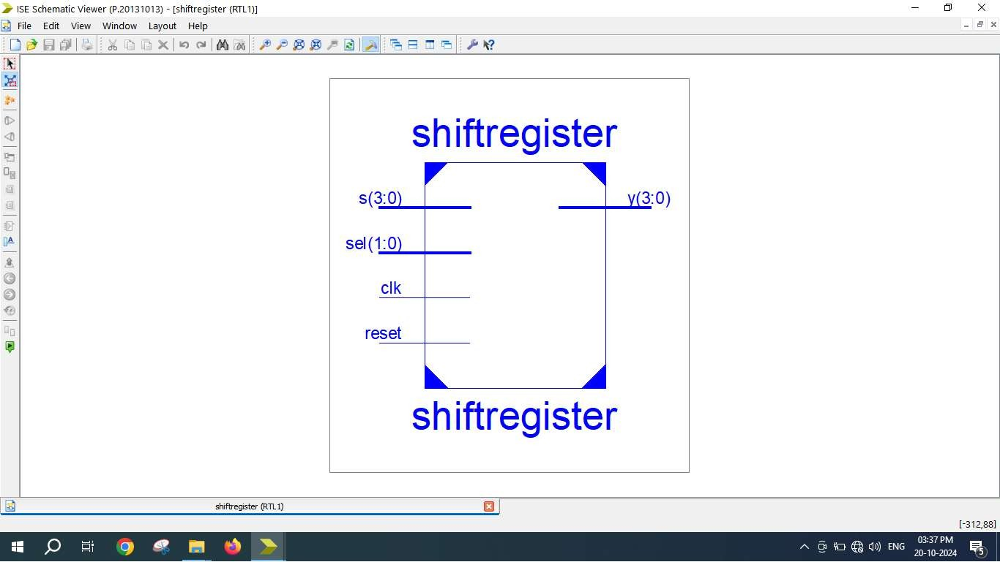 ISE Schematic Viewer (P.20131013) - [shiftregister (RTL1)]
File Edit View Window Layout Help
shiftregister
s(3:0) y(3:0)
sel(1:0)
clk
reset
shiftregister
shiftregister (RTL1)
[-312,88]
ENG 03:37 PM
20-10-2024
5